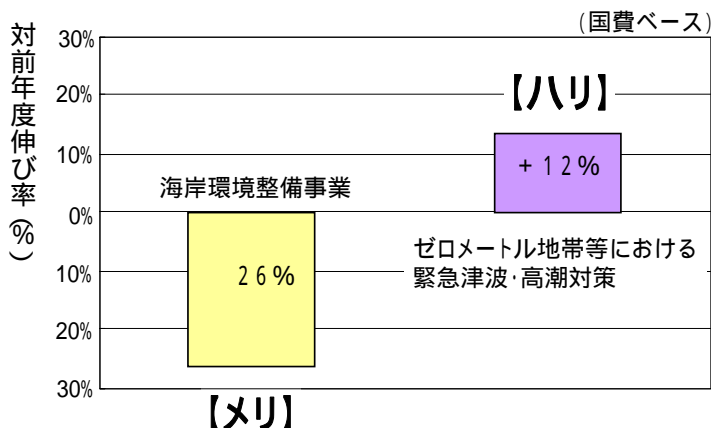 (国費ベース)
対前年度伸び率(%)
30%
20%
10%
0%
10%
20%
30%
【ハリ】
+12%
海岸環境整備事業
ゼロメートル地帯等における
緊急津波・高潮対策
26%
【メリ】